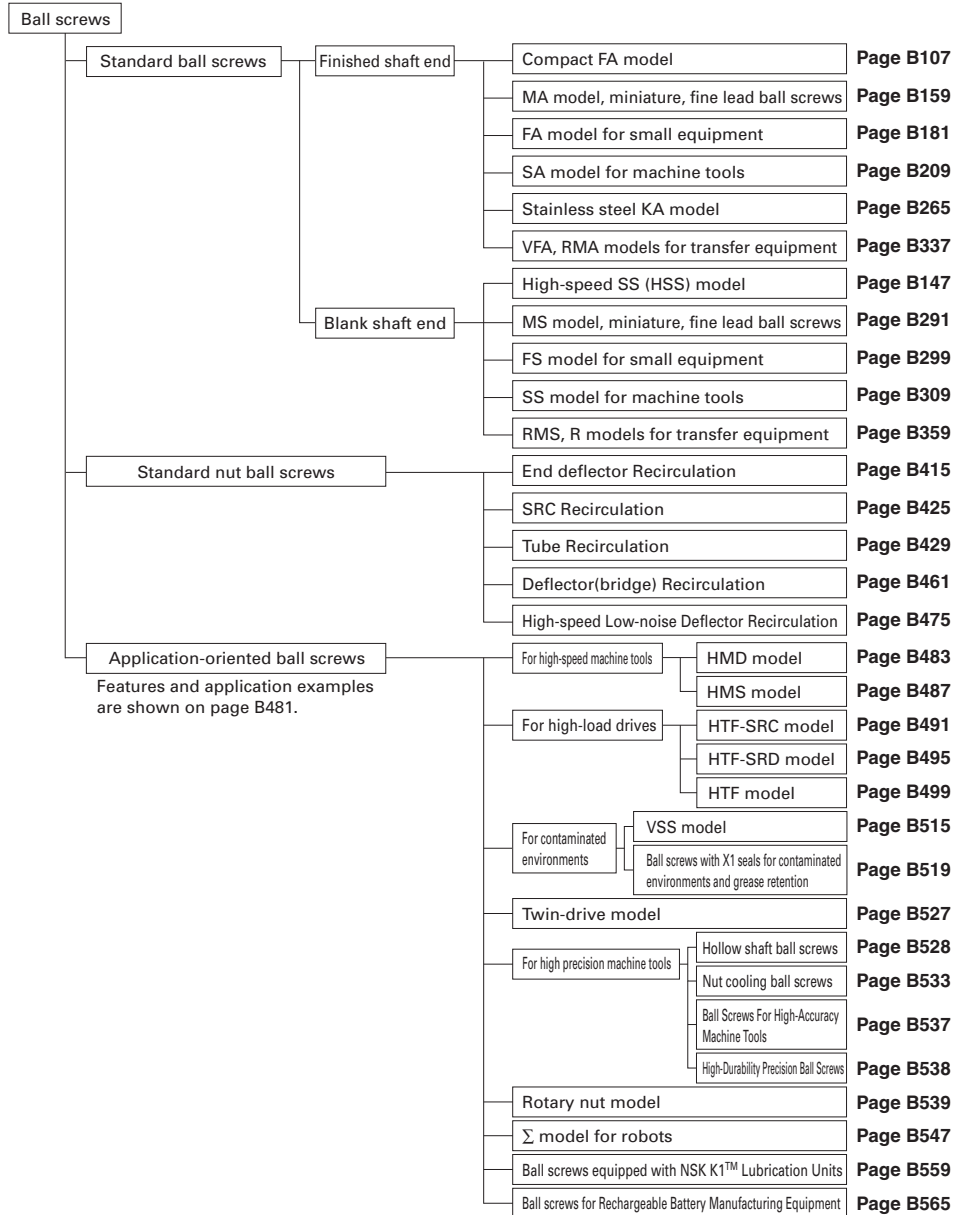 Ball screws
Standard ball screws
Finished shaft end
Compact FA model Page B107
MA model, miniature, fine lead ball screws Page B159
FA model for small equipment Page B181
SA model for machine tools Page B209
Stainless steel KA model Page B265
VFA, RMA models for transfer equipment Page B337
Blank shaft end
High-speed SS (HSS) model Page B147
MS model, miniature, fine lead ball screws Page B291
FS model for small equipment Page B299
SS model for machine tools Page B309
RMS, R models for transfer equipment Page B359
Standard nut ball screws
End deflector Recirculation Page B415
SRC Recirculation Page B425
Tube Recirculation Page B429
Deflector(bridge) Recirculation Page B461
High-speed Low-noise Deflector Recirculation Page B475
Application-oriented ball screws
Features and application examples
are shown on page B481.
For high-speed machine tools
HMD model Page B483
HMS model Page B487
For high-load drives
HTF-SRC model Page B491
HTF-SRD model Page B495
HTF model Page B499
For contaminated
environments
VSS model Page B515
Ball screws with X1 seals for contaminated
environments and grease retention Page B519
Twin-drive model Page B527
For high precision machine tools
Hollow shaft ball screws Page B528
Nut cooling ball screws Page B533
Ball Screws For High-Accuracy
Machine Tools Page B537
High-Durability Precision Ball Screws Page B538
Rotary nut model Page B539
Σ model for robots Page B547
Ball screws equipped with NSK K1™ Lubrication Units Page B559
Ball screws for Rechargeable Battery Manufacturing Equipment Page B565